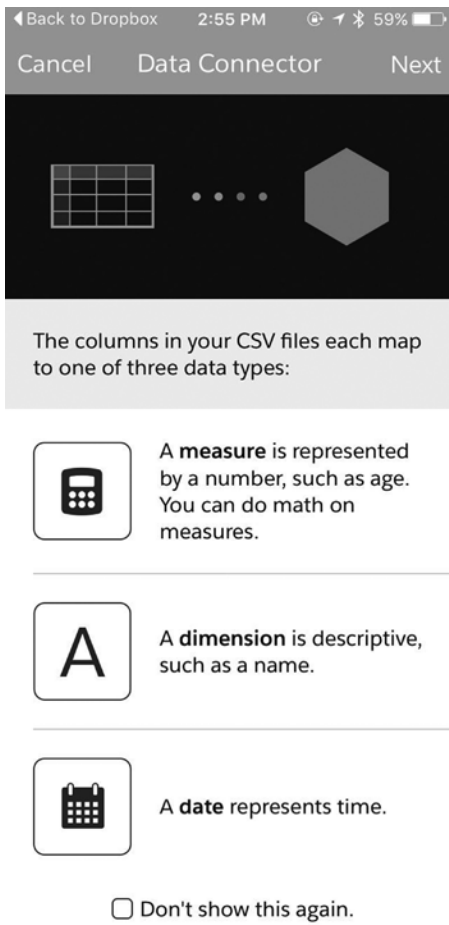 Back to Dropbox 2:55 PM 59%
Cancel Data Connector Next
The columns in your CSV files each map
to one of three data types:
A measure is represented
by a number, such as age.
You can do math on
measures.
A
A dimension is descriptive,
such as a name.
A date represents time.
Don't show this again.